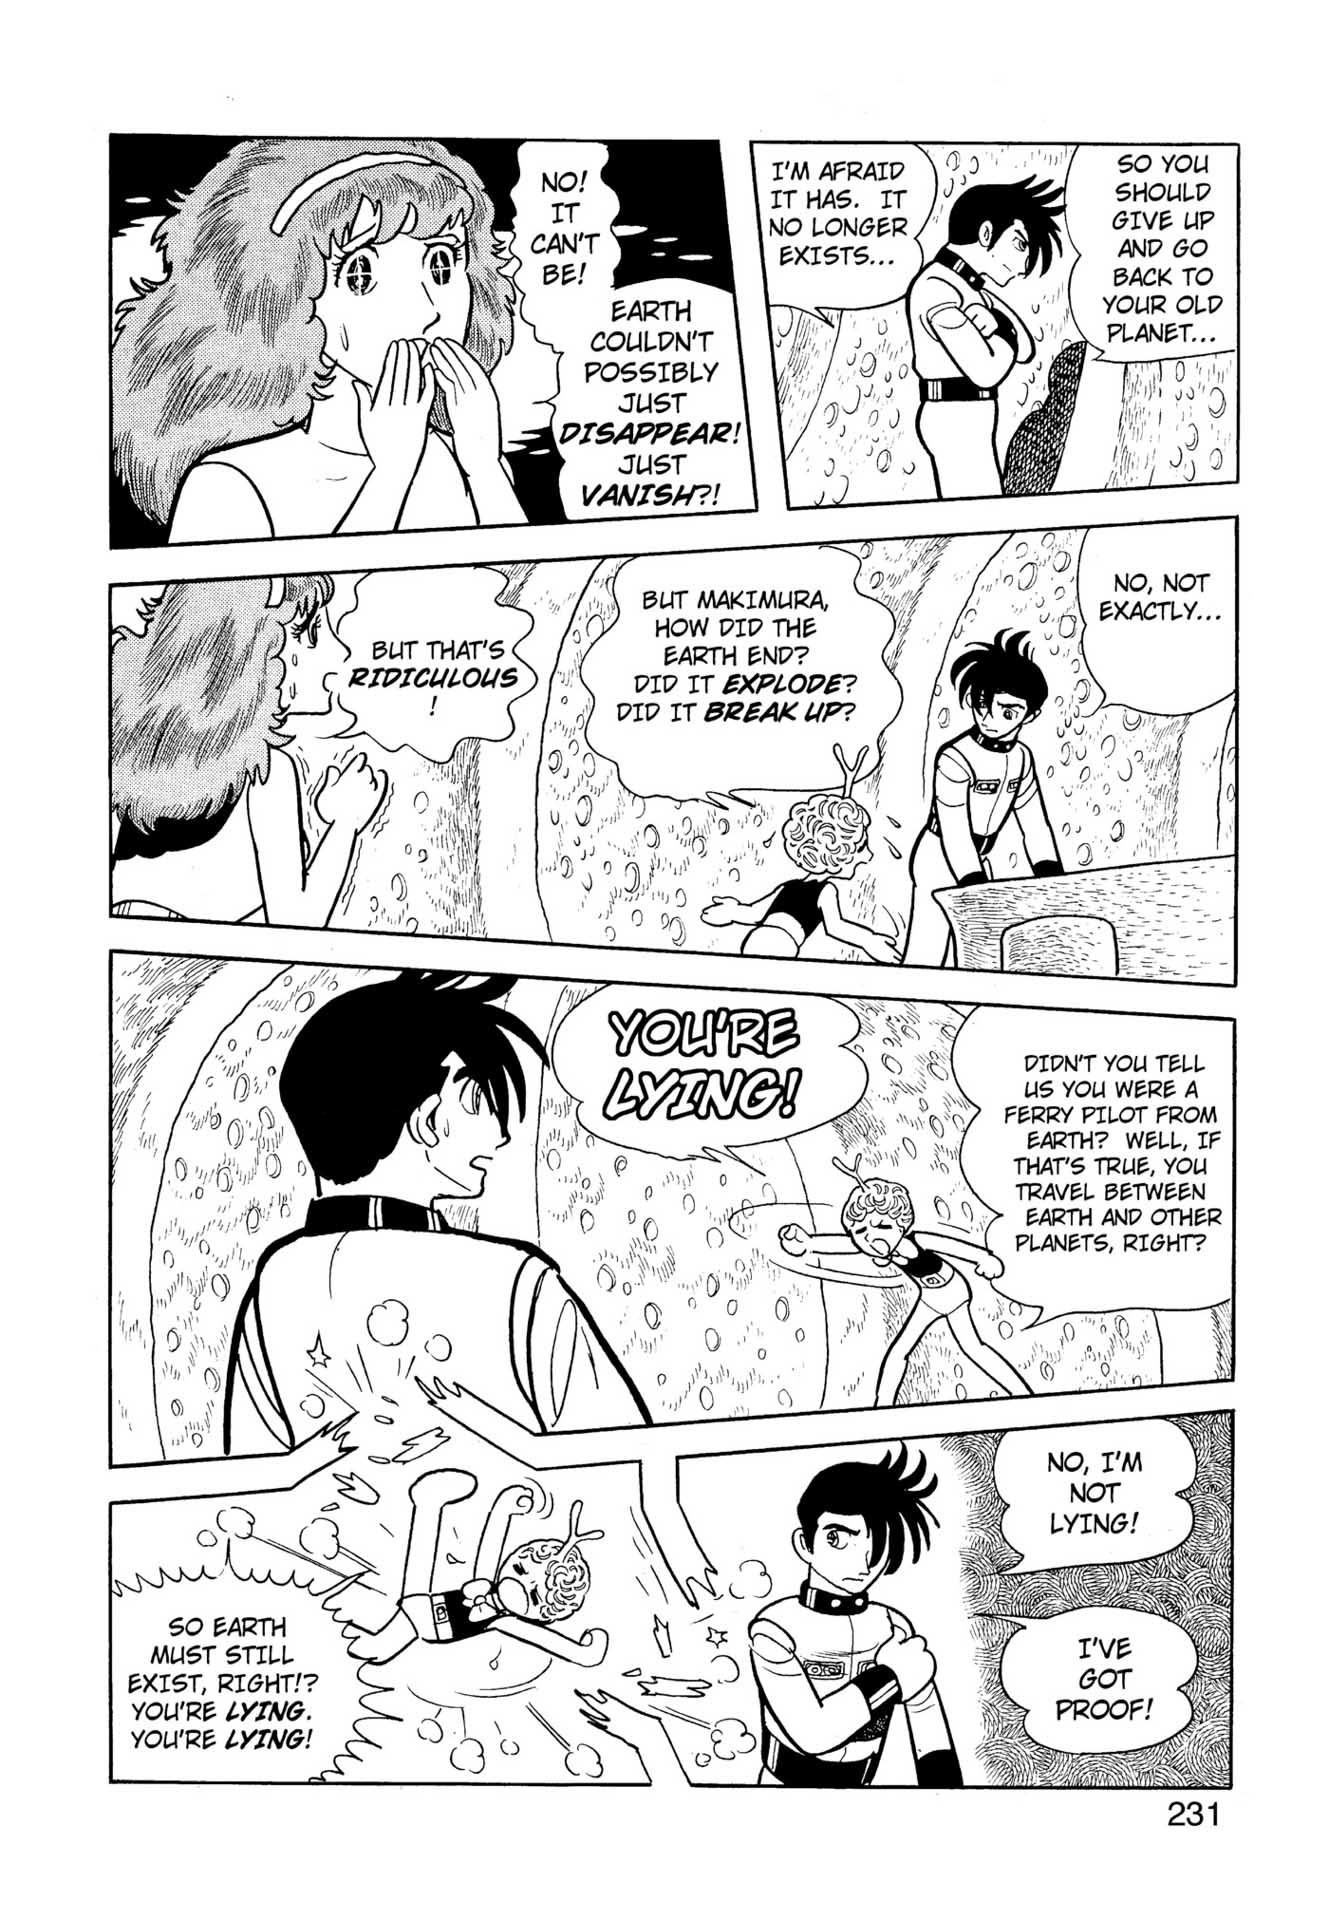 NO!
IT
CAN'T
BE!
EARTH
COULDN'T
POSSIBLY
JUST
DISAPPEAR!
JUST
VANISH?!
I'M AFRAID
IT HAS. IT
NO LONGER
EXISTS...
SO YOU
SHOULD
GIVE UP
AND GO
BACK TO
YOUR OLD
PLANET...
BUT THAT'S
RIDICULOUS
!
BUT MAKIMURA,
HOW DID THE
EARTH END?
DID IT EXPLODE?
DID IT BREAK UP?
NO, NOT
EXACTLY...
YOU'RE
LYING!
DIDN'T YOU TELL
US YOU WERE A
FERRY PILOT FROM
EARTH? WELL, IF
THAT'S TRUE, YOU
TRAVEL BETWEEN
EARTH AND OTHER
PLANETS, RIGHT?
SO EARTH
MUST STILL
EXIST, RIGHT!?
YOU'RE LYING.
YOU'RE LYING!
NO, I'M
NOT
LYING!
I'VE
GOT
PROOF!
231